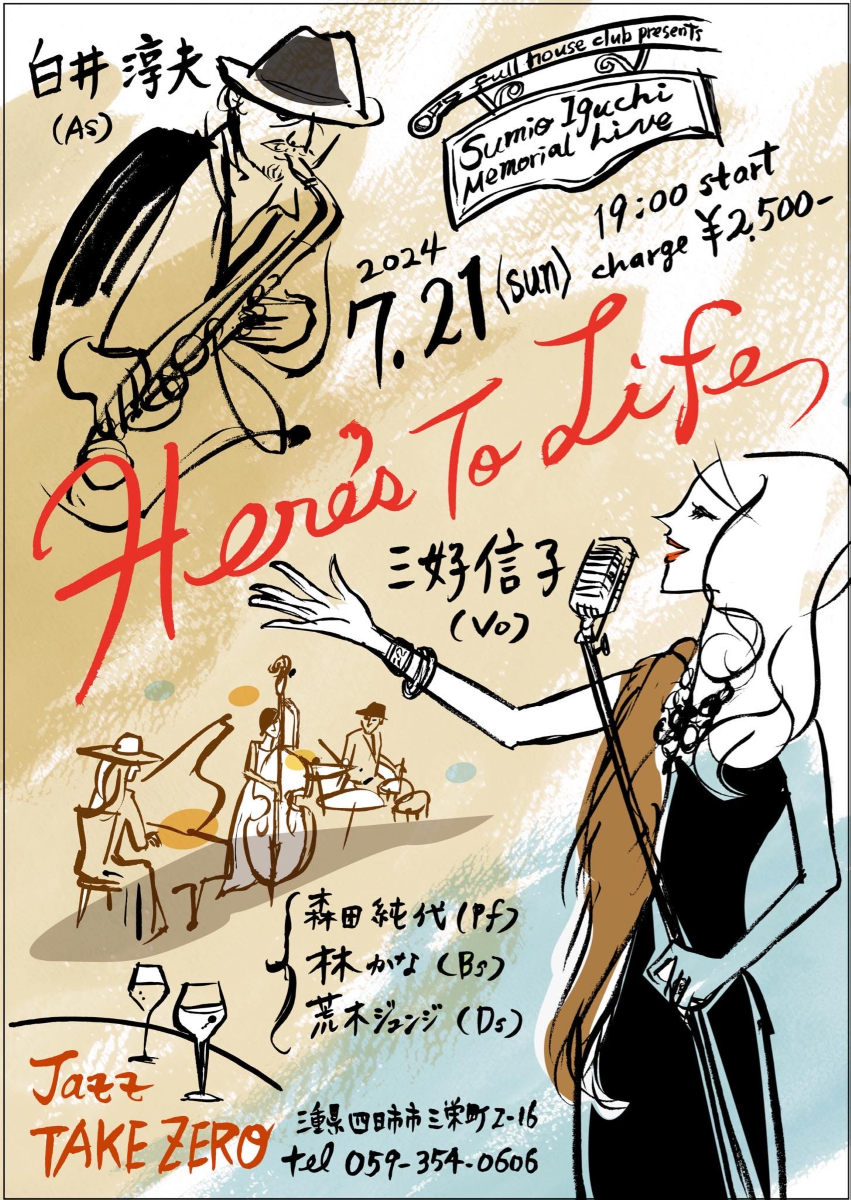 白井 淳夫
(As)
full house club presents
Sumio Iguchi
Memorial Live
2024
7.21 (sun)
19:00 start
charge ¥2,500-
Here's To Life
三好 信子
(Vo)
森田 純代 (Pf)
林 かな (Bs)
荒木ジュンジ (Ds)
Jazz
TAKE ZERO
三重県四日市市三栄町2-16
tel 059-354-0606